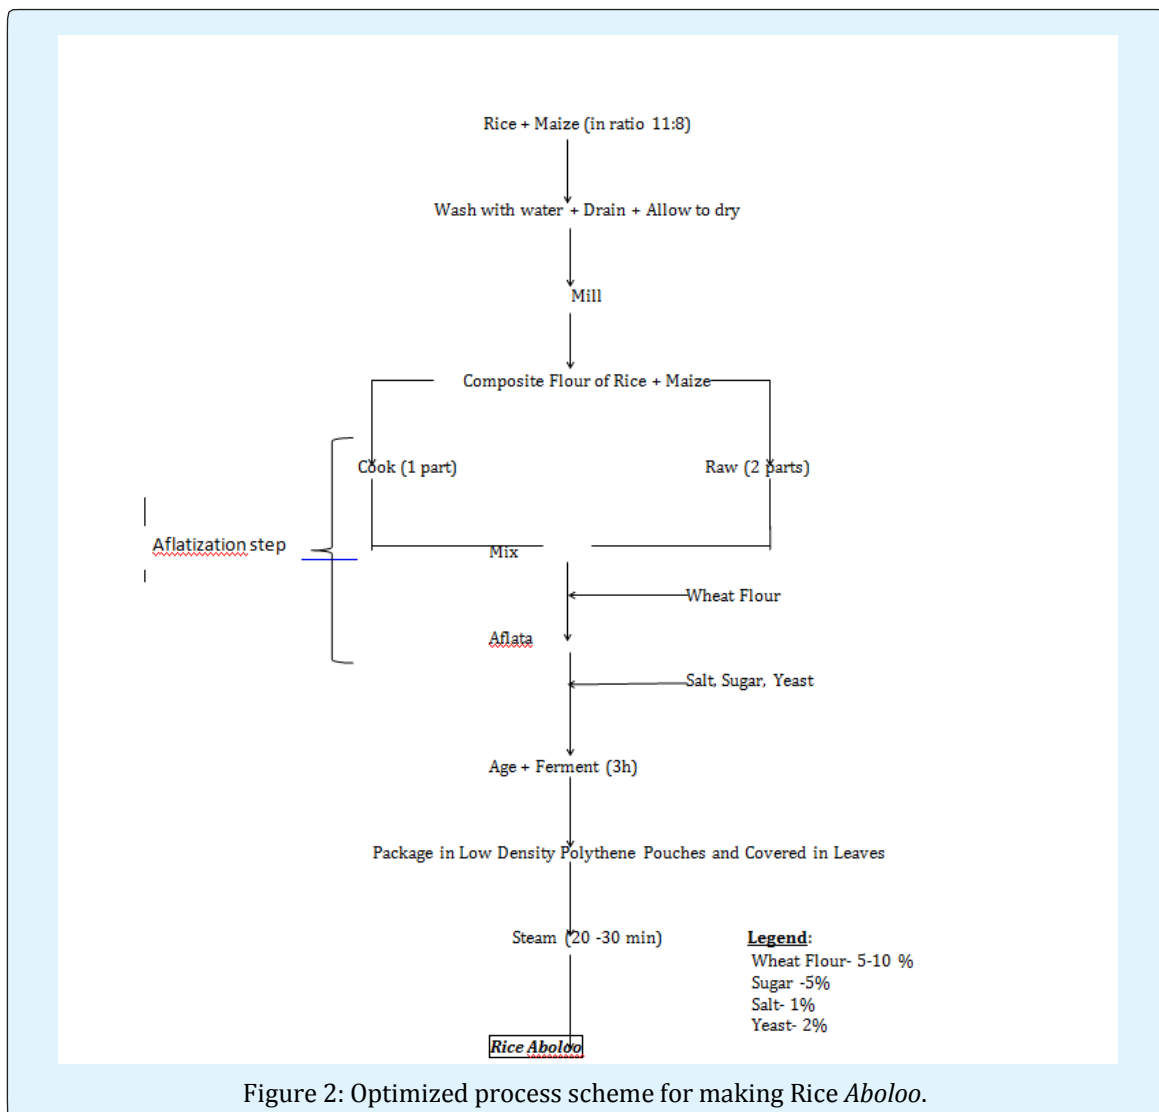 Rice + Maize (in ratio 11:8)
Wash with water + Drain + Allow to dry
Mill
Composite Flour of Rice + Maize
Cook (1 part)
Raw (2 parts)
Aflatization step
Mix
Wheat Flour
Aflata
Salt, Sugar, Yeast
Age + Ferment (3h)
Package in Low Density Polythene Pouches and Covered in Leaves
Steam (20 -30 min)
Legend:
Wheat Flour- 5-10 %
Sugar -5%
Salt- 1%
Yeast- 2%
Rice Aboloo
Figure 2: Optimized process scheme for making Rice Aboloo.